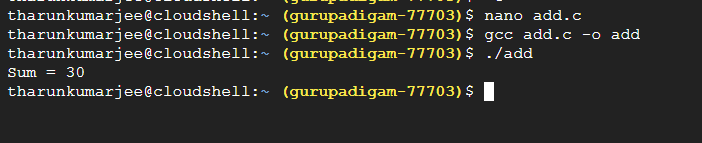 tharunkumarjee@cloudshell:~ (gurupadigam-77703)$ nano add.c
tharunkumarjee@cloudshell:~ (gurupadigam-77703)$ gcc add.c -o add
tharunkumarjee@cloudshell:~ (gurupadigam-77703)$ ./add
Sum = 30
tharunkumarjee@cloudshell:~ (gurupadigam-77703)$